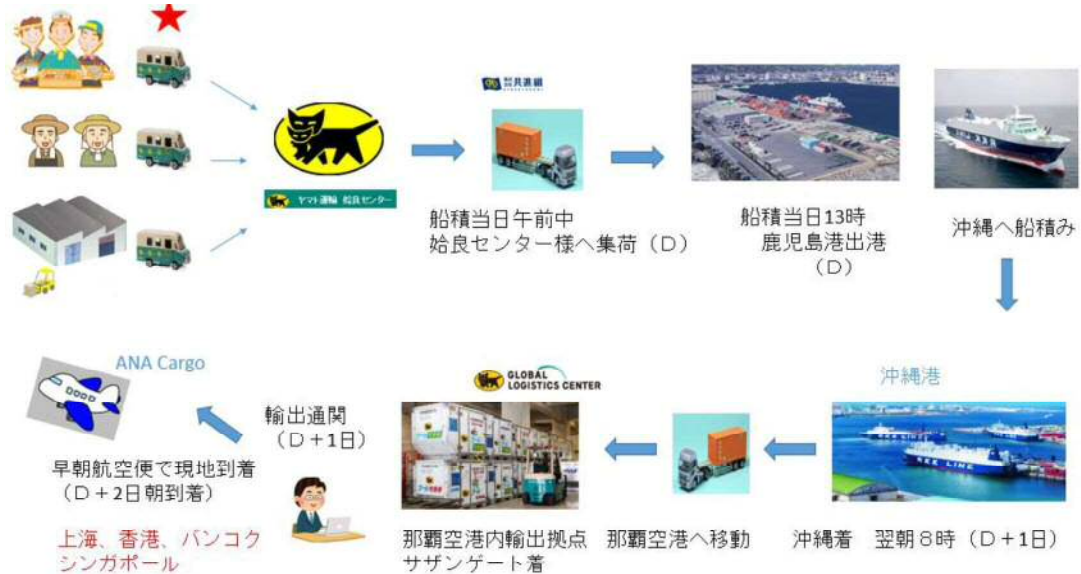 ヤマト運輸 姶良センター
共進組
船積当日午前中
姶良センター様へ集荷（D）
船積当日13時
鹿児島港出港
（D）
沖縄へ船積み
沖縄港
沖縄着 翌朝８時（D+1日）
那覇空港へ移動
GLOBAL
LOGISTICS CENTER
那覇空港内輸出拠点
サザンゲート着
輸出通関
（D+1日）
ANA Cargo
早朝航空便で現地到着
（D+2日朝到着）
上海、香港、バンコク
シンガポール